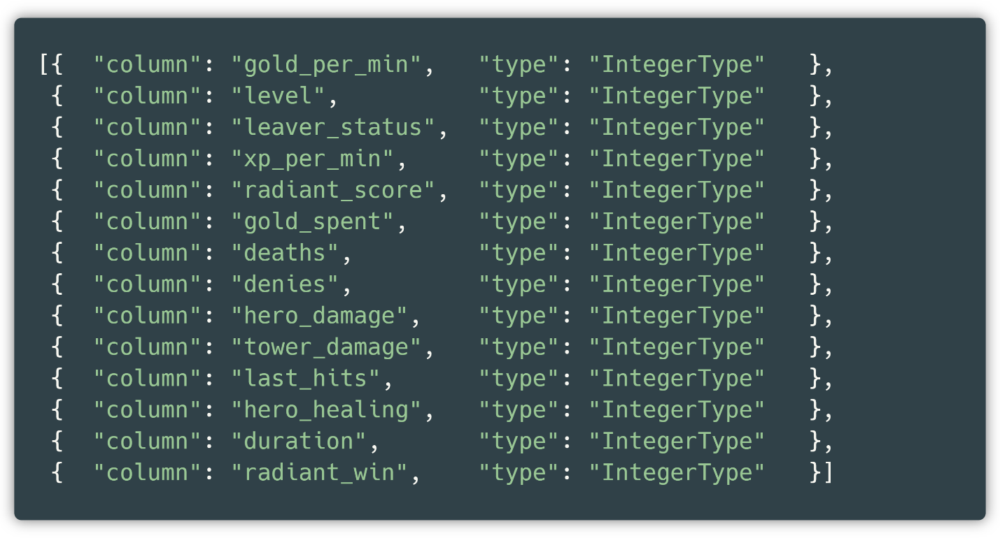 [{  "column": "gold_per_min",   "type": "IntegerType"   },
 {  "column": "level",          "type": "IntegerType"   },
 {  "column": "leaver_status",  "type": "IntegerType"   },
 {  "column": "xp_per_min",     "type": "IntegerType"   },
 {  "column": "radiant_score",  "type": "IntegerType"   },
 {  "column": "gold_spent",     "type": "IntegerType"   },
 {  "column": "deaths",         "type": "IntegerType"   },
 {  "column": "denies",         "type": "IntegerType"   },
 {  "column": "hero_damage",    "type": "IntegerType"   },
 {  "column": "tower_damage",   "type": "IntegerType"   },
 {  "column": "last_hits",      "type": "IntegerType"   },
 {  "column": "hero_healing",   "type": "IntegerType"   },
 {  "column": "duration",       "type": "IntegerType"   },
 {  "column": "radiant_win",    "type": "IntegerType"   }]